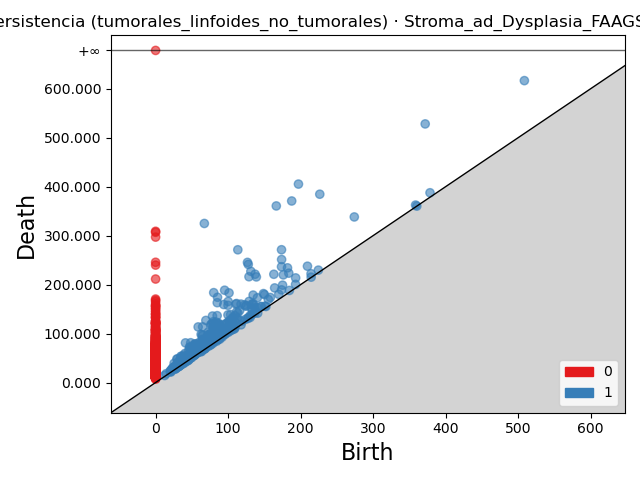 ersistencia (tumorales_linfoides_no_tumorales) · Stroma_ad_Dysplasia_FAAGS
+∞
600.000
500.000
400.000
300.000
200.000
100.000
0.000
Death
0
1
0 100 200 300 400 500 600
Birth